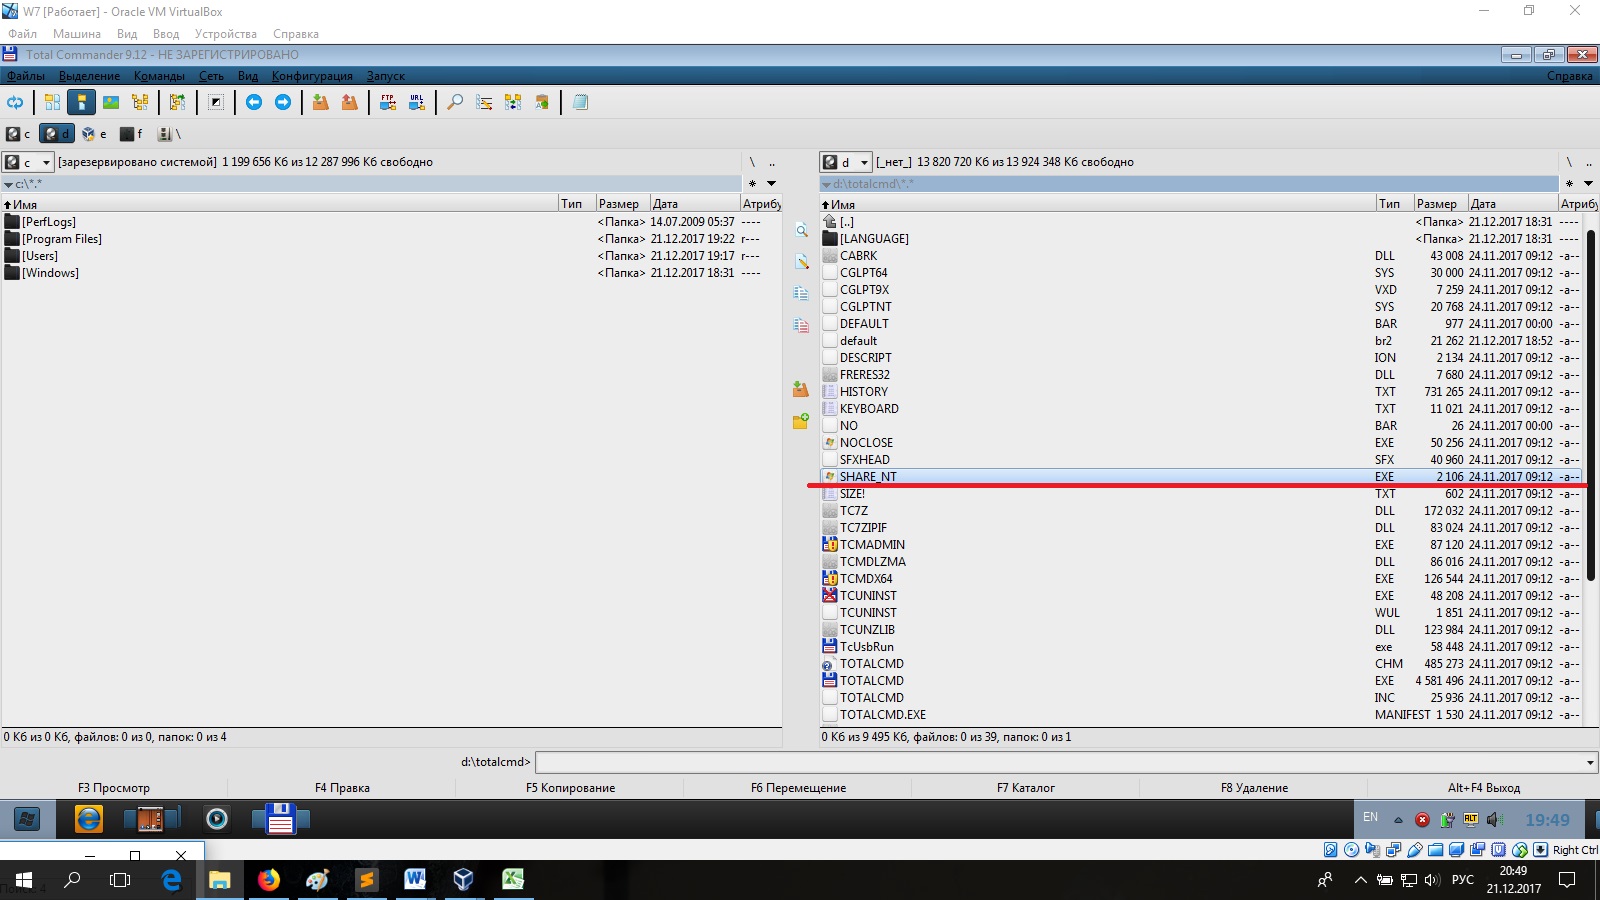 W7 [Работает] - Oracle VM VirtualBox
Файл Машина Вид Ввод Устройства Справка
Total Commander 9.12 - НЕ ЗАРЕГИСТРИРОВАНО
Файлы Выделение Команды Сеть Вид Конфигурация Запуск Справка
FTP URL
c d e f \
c [зарезервировано системой] 1 199 656 Кб из 12 287 996 Кб свободно \ ..
c:\*.* * 
Имя Тип Размер Дата Атрибу
[PerfLogs] <Папка> 14.07.2009 05:37 ----
[Program Files] <Папка> 21.12.2017 19:22 r---
[Users] <Папка> 21.12.2017 19:17 r---
[Windows] <Папка> 21.12.2017 18:31 ----
0 Кб из 0 Кб, файлов: 0 из 0, папок: 0 из 4
d [_нет_] 13 820 720 Кб из 13 924 348 Кб свободно \ ..
d:\totalcmd\*.* *
Имя Тип Размер Дата Атрибу
[..] <Папка> 21.12.2017 18:31 ----
[LANGUAGE] <Папка> 21.12.2017 18:31 ----
CABRK DLL 43 008 24.11.2017 09:12 -a--
CGLPT64 SYS 30 000 24.11.2017 09:12 -a--
CGLPT9X VXD 7 259 24.11.2017 09:12 -a--
CGLPTNT SYS 20 768 24.11.2017 09:12 -a--
DEFAULT BAR 977 24.11.2017 00:00 -a--
default br2 21 262 21.12.2017 18:52 -a--
DESCRIPT ION 2 134 24.11.2017 09:12 -a--
FRERES32 DLL 7 680 24.11.2017 09:12 -a--
HISTORY TXT 731 265 24.11.2017 09:12 -a--
KEYBOARD TXT 11 021 24.11.2017 09:12 -a--
NO BAR 26 24.11.2017 00:00 -a--
NOCLOSE EXE 50 256 24.11.2017 09:12 -a--
SFXHEAD SFX 40 960 24.11.2017 09:12 -a--
SHARE_NT EXE 2 106 24.11.2017 09:12 -a--
SIZE! TXT 602 24.11.2017 09:12 -a--
TC7Z DLL 172 032 24.11.2017 09:12 -a--
TC7ZIPIF DLL 83 024 24.11.2017 09:12 -a--
TCMADMIN EXE 87 120 24.11.2017 09:12 -a--
TCMDLZMA DLL 86 016 24.11.2017 09:12 -a--
TCMDX64 EXE 126 544 24.11.2017 09:12 -a--
TCUNINST EXE 48 208 24.11.2017 09:12 -a--
TCUNINST WUL 1 851 24.11.2017 09:12 -a--
TCUNZLIB DLL 123 984 24.11.2017 09:12 -a--
TcUsbRun exe 58 448 24.11.2017 09:12 -a--
TOTALCMD CHM 485 273 24.11.2017 09:12 -a--
TOTALCMD EXE 4 581 496 24.11.2017 09:12 -a--
TOTALCMD INC 25 936 24.11.2017 09:12 -a--
TOTALCMD.EXE MANIFEST 1 530 24.11.2017 09:12 -a--
0 Кб из 9 495 Кб, файлов: 0 из 39, папок: 0 из 1
d:\totalcmd>
F3 Просмотр F4 Правка F5 Копирование F6 Перемещение F7 Каталог F8 Удаление Alt+F4 Выход
EN ALT 19:49
Right Ctrl
РУС 20:49
21.12.2017